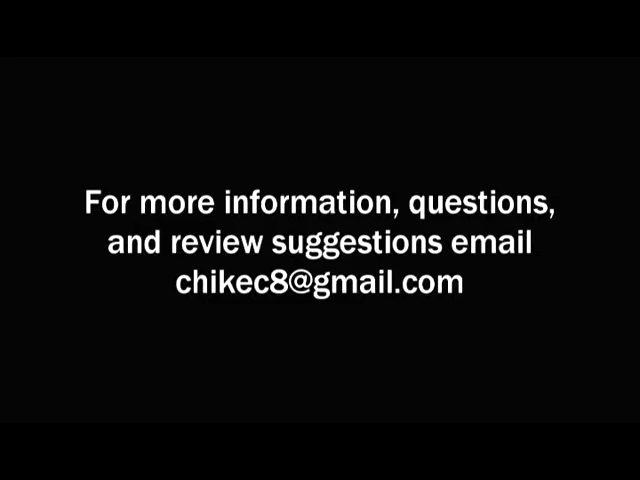 For more information, questions,
and review suggestions email
chikec8@gmail.com